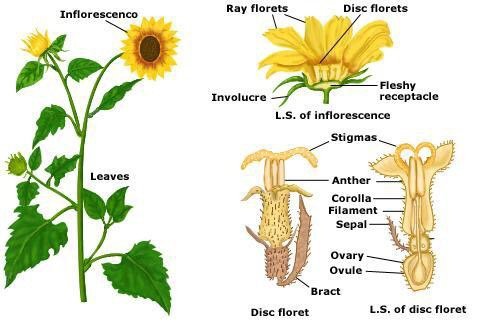 Inflorescenco
Ray florets
Disc florets
Involucre
Fleshy
receptacle
L.S. of inflorescence
Leaves
Stigmas
Anther
Corolla
Filament
Sepal
Ovary
Ovule
Bract
Disc floret
L.S. of disc floret